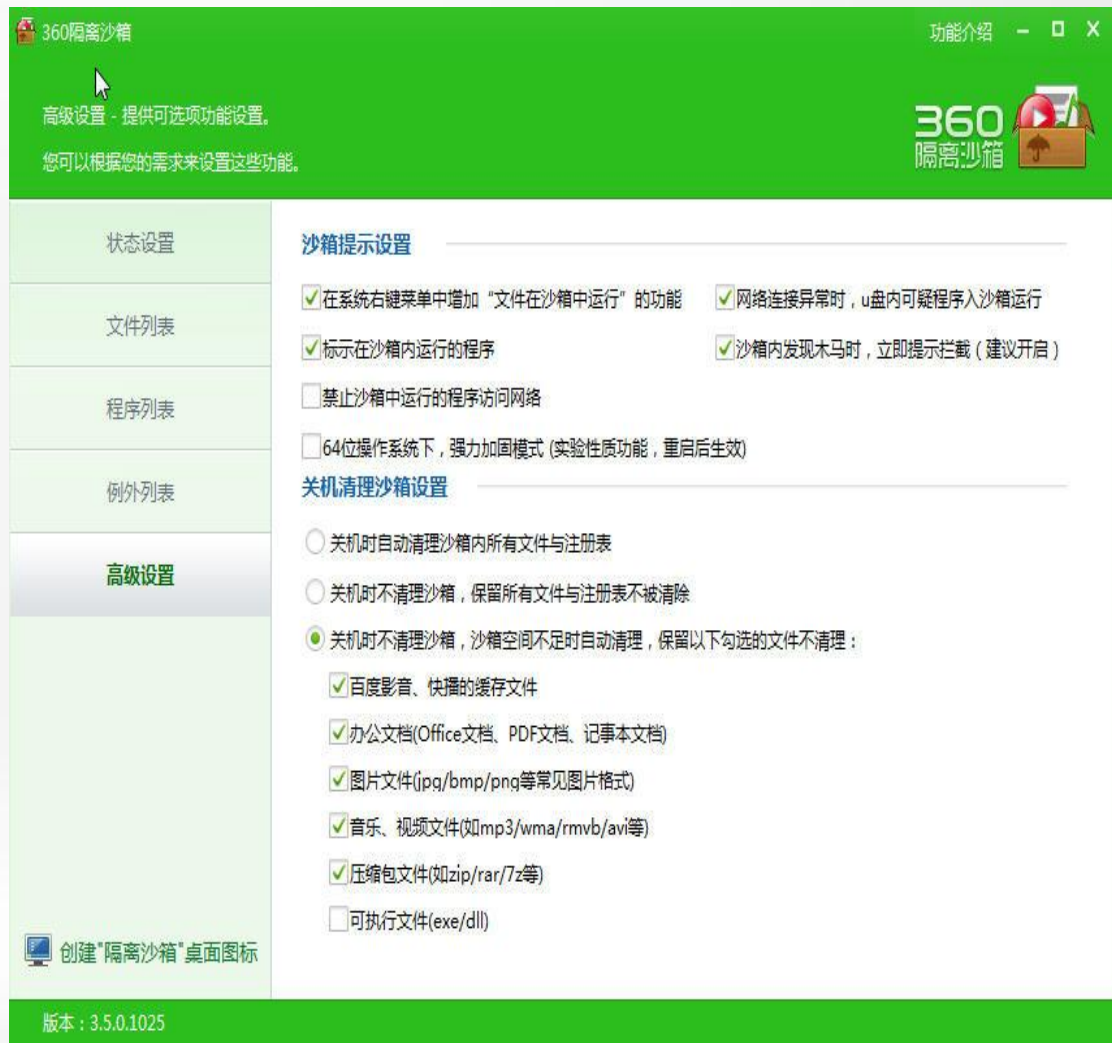 360隔离沙箱
功能介绍
高级设置 - 提供可选项功能设置。
您可以根据您的需求来设置这些功能。
360
隔离沙箱
状态设置
文件列表
程序列表
例外列表
高级设置
创建"隔离沙箱"桌面图标
沙箱提示设置
在系统右键菜单中增加“文件在沙箱中运行”的功能
网络连接异常时，u盘内可疑程序入沙箱运行
标示在沙箱内运行的程序
沙箱内发现木马时，立即提示拦截（建议开启）
禁止沙箱中运行的程序访问网络
64位操作系统下，强力加固模式 (实验性质功能，重启后生效)
关机清理沙箱设置
关机时自动清理沙箱内所有文件与注册表
关机时不清理沙箱，保留所有文件与注册表不被清除
关机时不清理沙箱，沙箱空间不足时自动清理，保留以下勾选的文件不清理：
百度影音、快播的缓存文件
办公文档(Office文档、PDF文档、记事本文档)
图片文件(jpg/bmp/png等常见图片格式)
音乐、视频文件(如mp3/wma/rmvb/avi等)
压缩包文件(如zip/rar/7z等)
可执行文件(exe/dll)
版本：3.5.0.1025